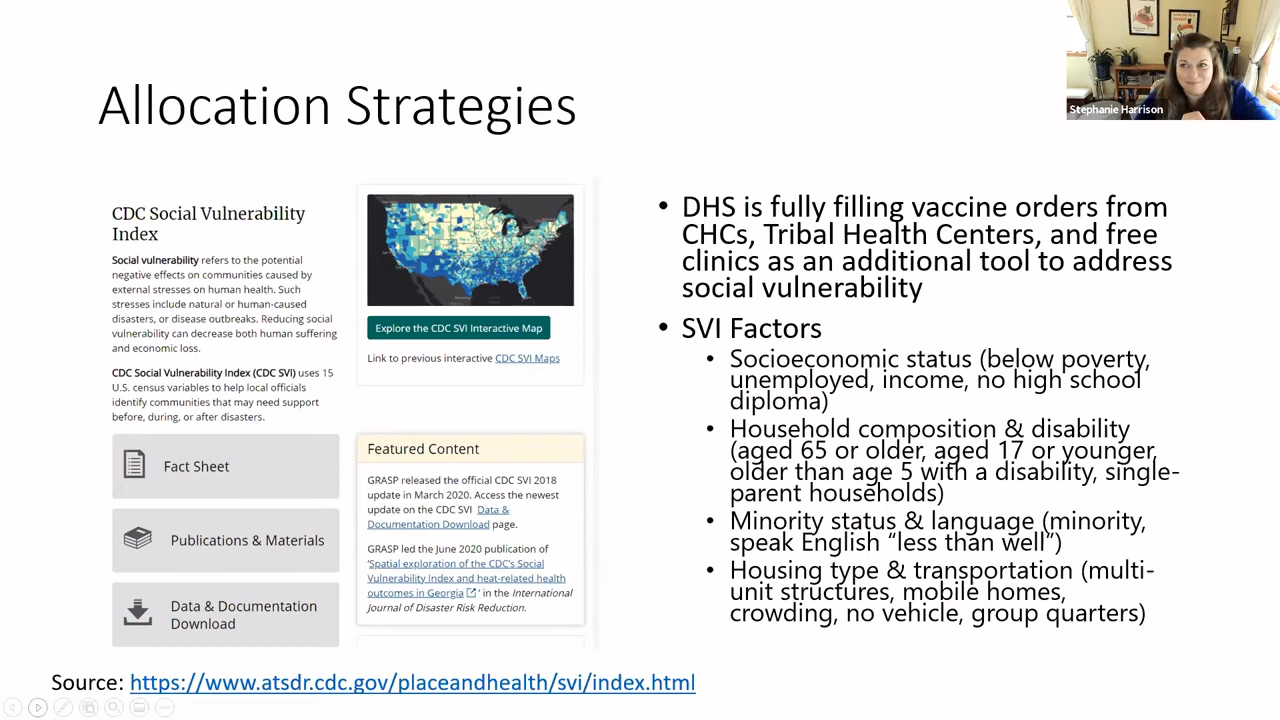 Stephanie Harrison
Allocation Strategies
CDC Social Vulnerability
Index
Social vulnerability refers to the potential
negative effects on communities caused by
external stresses on human health. Such
stresses include natural or human-caused
disasters, or disease outbreaks. Reducing social
vulnerability can decrease both human suffering
and economic loss.
CDC Social Vulnerability Index (CDC SVI) uses 15
U.S. census variables to help local officials
identify communities that may need support
before, during, or after disasters.
Fact Sheet
Publications & Materials
Data & Documentation
Download
Explore the CDC SVI Interactive Map
Link to previous interactive CDC SVI Maps
Featured Content
GRASP released the official CDC SVI 2018
update in March 2020. Access the newest
update on the CDC SVI Data &
Documentation Download page.
GRASP led the June 2020 publication of
'Spatial exploration of the CDC's Social
Vulnerability Index and heat-related health
outcomes in Georgia ' in the International
Journal of Disaster Risk Reduction.
• DHS is fully filling vaccine orders from
CHCs, Tribal Health Centers, and free
clinics as an additional tool to address
social vulnerability
• SVI Factors
• Socioeconomic status (below poverty,
unemployed, income, no high school
diploma)
• Household composition & disability
(aged 65 or older, aged 17 or younger,
older than age 5 with a disability, single-
parent households)
• Minority status & language (minority,
speak English “less than well”)
• Housing type & transportation (multi-
unit structures, mobile homes,
crowding, no vehicle, group quarters)
Source: https://www.atsdr.cdc.gov/placeandhealth/svi/index.html